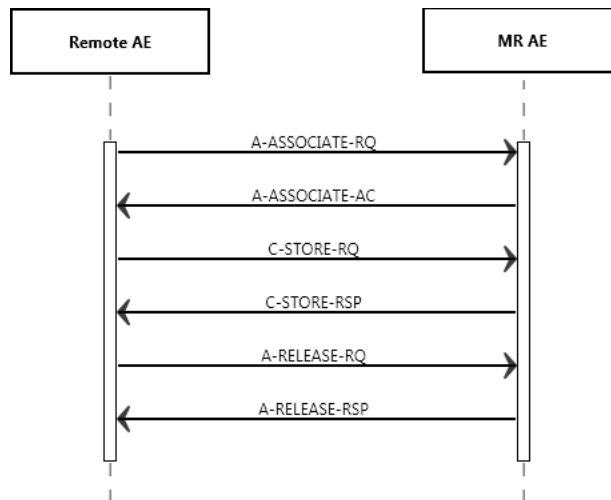 Remote AE
MR AE
A-ASSOCIATE-RQ
A-ASSOCIATE-AC
C-STORE-RQ
C-STORE-RSP
A-RELEASE-RQ
A-RELEASE-RSP